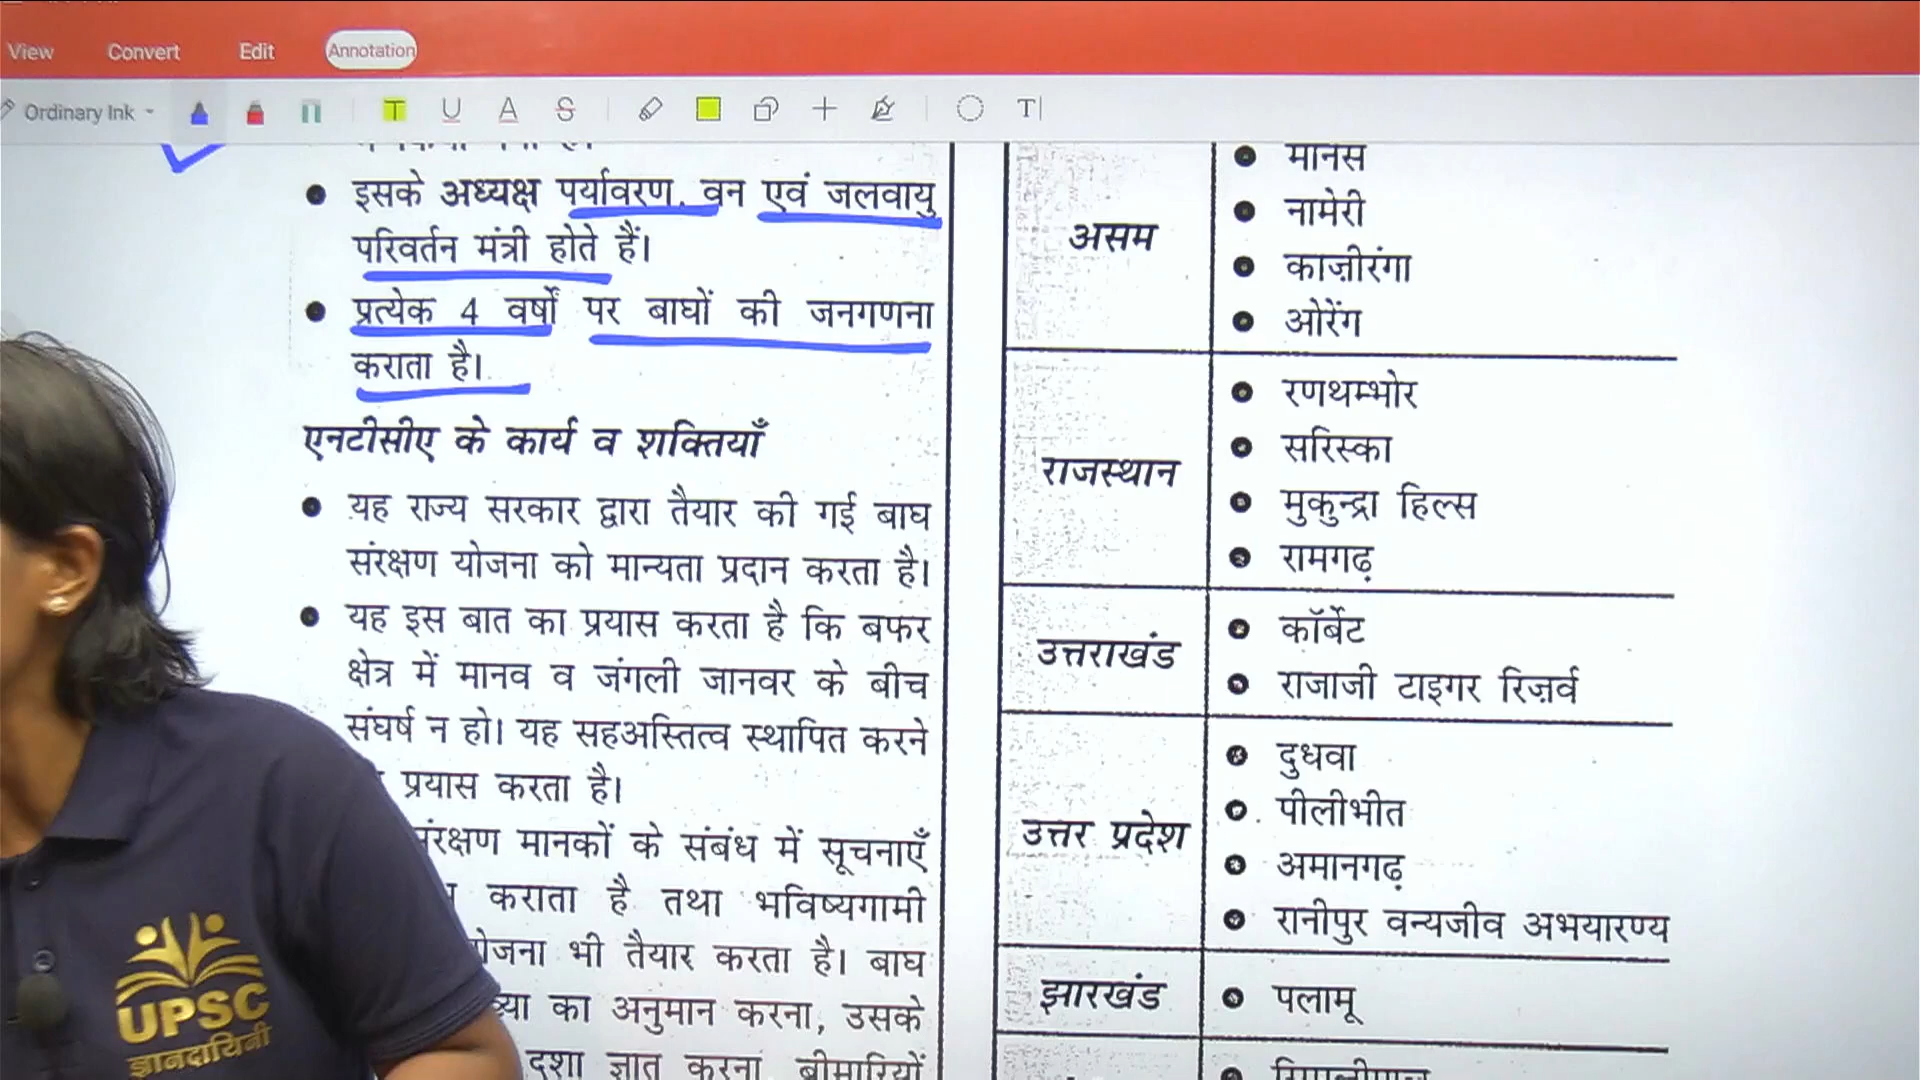 View Convert Edit Annotation
Ordinary Ink
इसके अध्यक्ष पर्यावरण, वन एवं जलवायु
परिवर्तन मंत्री होते हैं।
प्रत्येक 4 वर्षों पर बाघों की जनगणना
कराता है।
एनटीसीए के कार्य व शक्तियाँ
यह राज्य सरकार द्वारा तैयार की गई बाघ
संरक्षण योजना को मान्यता प्रदान करता है।
यह इस बात का प्रयास करता है कि बफर
क्षेत्र में मानव व जंगली जानवर के बीच
संघर्ष न हो। यह सहअस्तित्व स्थापित करने
प्रयास करता है।
संरक्षण मानकों के संबंध में सूचनाएँ
कराता है तथा भविष्यगामी
योजना भी तैयार करता है। बाघ
का अनुमान करना, उसके
दशा ज्ञात करना, बीमारियों
असम
मानस
नामेरी
काज़ीरंगा
ओरेंग
राजस्थान
रणथम्भोर
सरिस्का
मुकुन्द्रा हिल्स
रामगढ़
उत्तराखंड
कॉर्बेट
राजाजी टाइगर रिज़र्व
उत्तर प्रदेश
दुधवा
पीलीभीत
अमानगढ़
रानीपुर वन्यजीव अभयारण्य
झारखंड
पलामू
UPSC
ज्ञानदायिनी